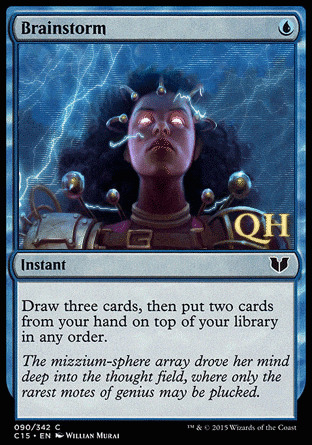 Brainstorm
QH
Instant
Draw three cards, then put two cards
from your hand on top of your library
in any order.
The mizzium-sphere array drove her mind
deep into the thought field, where only the
rarest motes of genius may be plucked.
090/342 C
C15 • EN Willian Murai
™ & © 2015 Wizards of the Coast